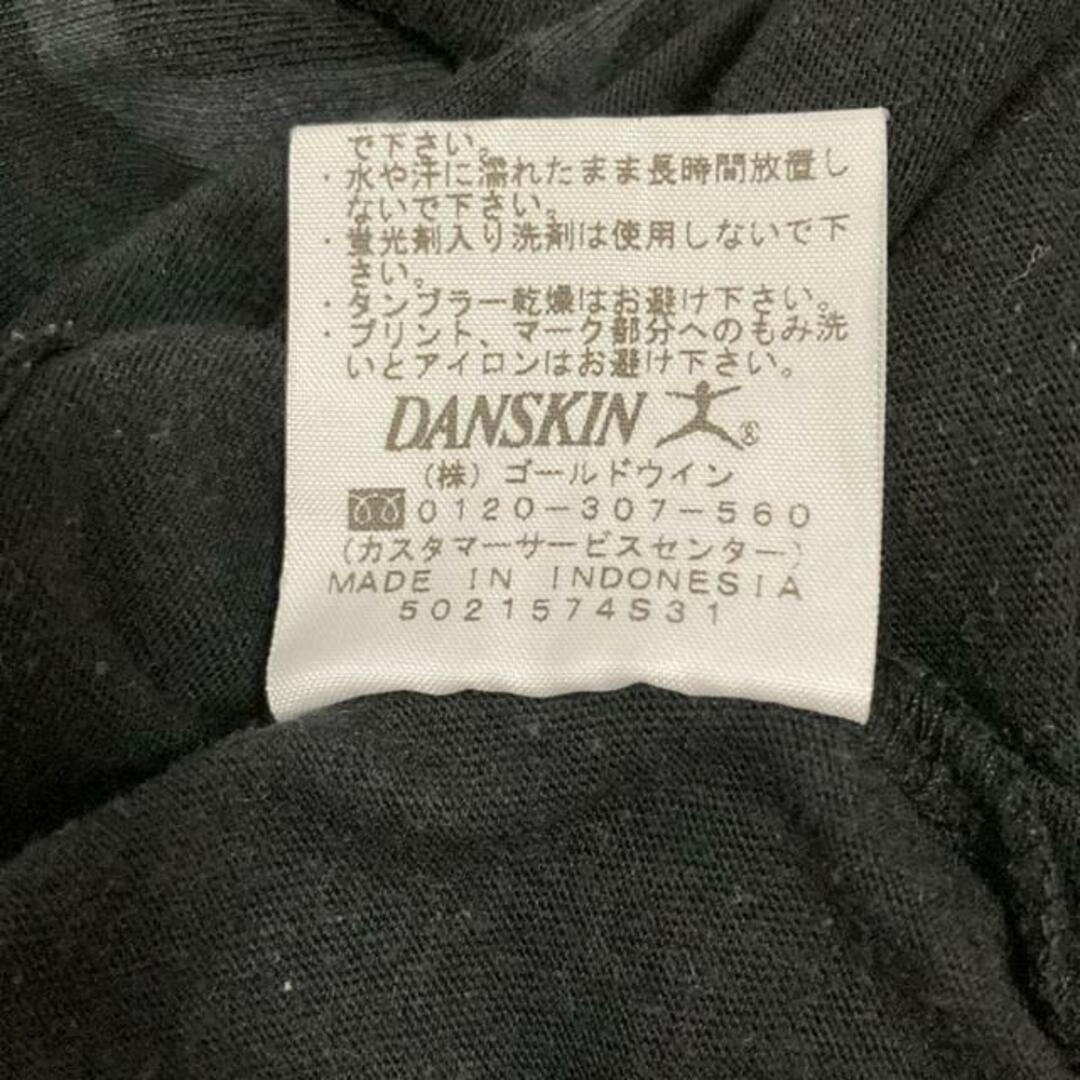 で下さい。
・水や汗に濡れたまま長時間放置し
ないで下さい。
・蛍光剤入り洗剤は使用しないで下
さい。
・タンブラー乾燥はお避け下さい。
・プリント、マーク部分へのもみ洗
いとアイロンはお避け下さい。
DANSKIN ®
(株)ゴールドウイン
0120-307-560
(カスタマーサービスセンター)
MADE IN INDONESIA
5021574S31